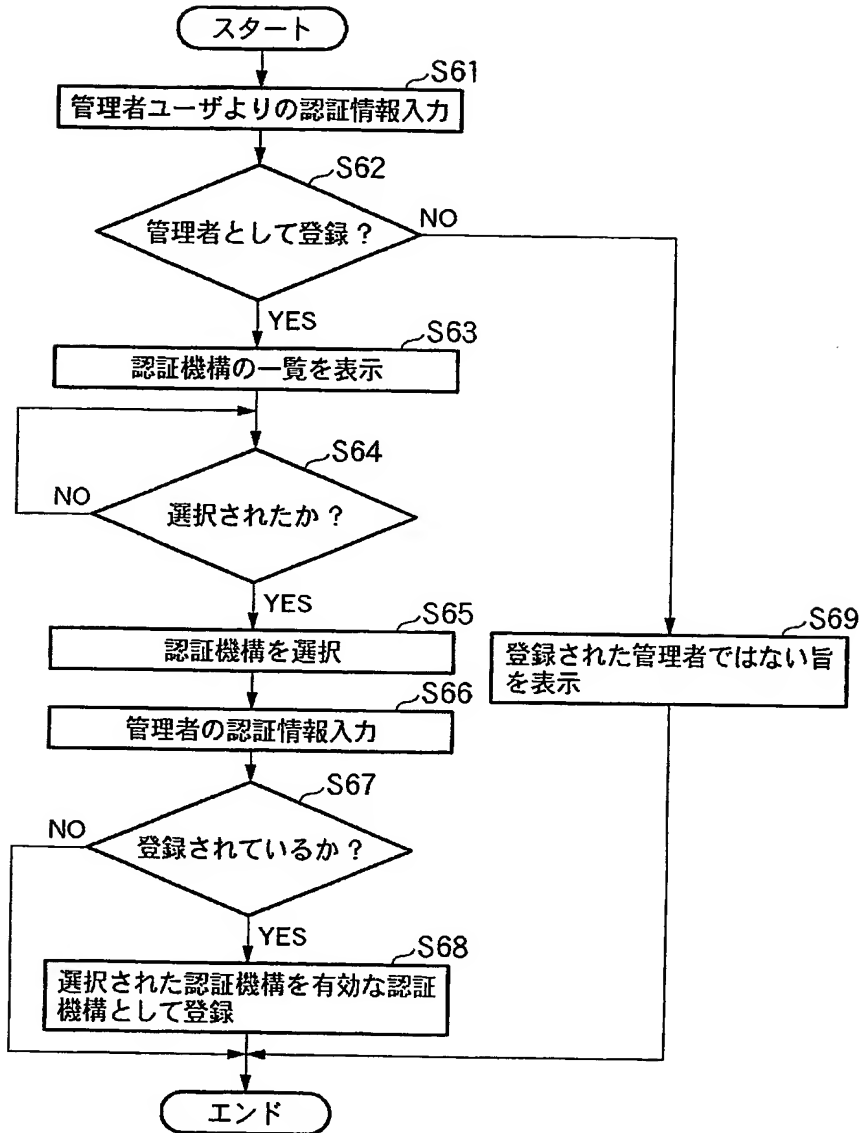 スタート
S61
管理者ユーザよりの認証情報入力
S62
管理者として登録？
NO
YES
S63
認証機構の一覧を表示
S64
NO
選択されたか？
YES
S65
認証機構を選択
S69
登録された管理者ではない旨
を表示
S66
管理者の認証情報入力
S67
NO
登録されているか？
YES
S68
選択された認証機構を有効な認証
機構として登録
エンド